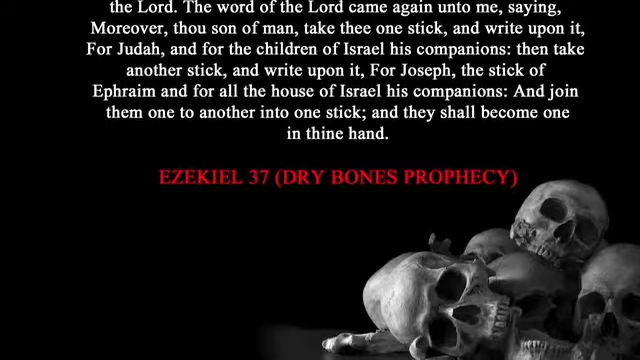 the Lord. The word of the Lord came again unto me, saying,
Moreover, thou son of man, take thee one stick, and write upon it,
For Judah, and for the children of Israel his companions: then take
another stick, and write upon it, For Joseph, the stick of
Ephraim and for all the house of Israel his companions: And join
them one to another into one stick; and they shall become one
in thine hand.
EZEKIEL 37 (DRY BONES PROPHECY)